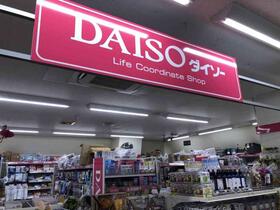 DAISO ダイソー
Life Coordinate Shop